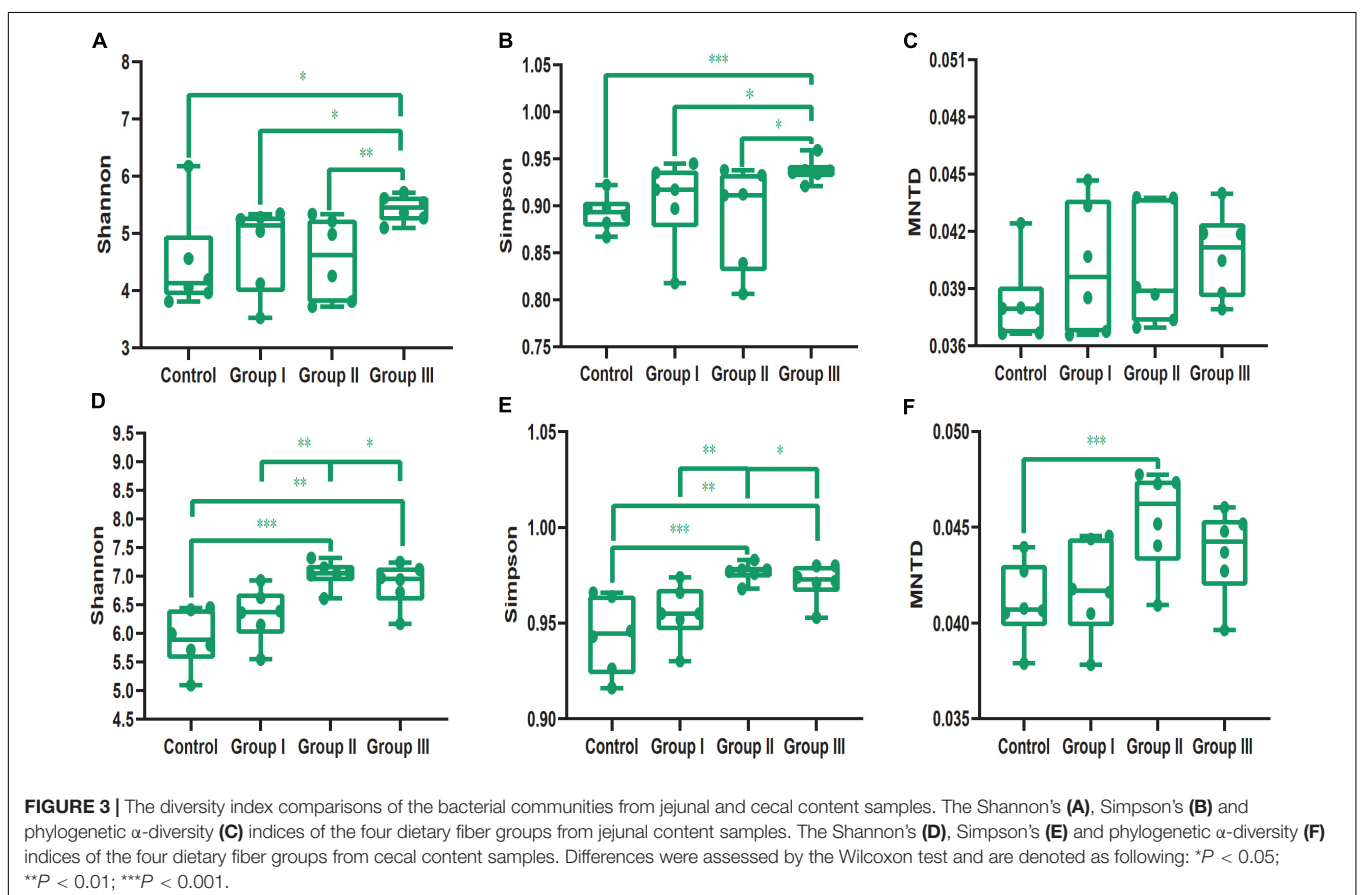 A
8
7
6
5
4
3
Shannon
*
*
**
Control Group I Group II Group III
B
1.05
1.00
0.95
0.90
0.85
0.80
0.75
Simpson
***
*
*
Control Group I Group II Group III
C
0.051
0.048
0.045
0.042
0.039
0.036
MNTD
Control Group I Group II Group III
D
9.5
9.0
8.5
8.0
7.5
7.0
6.5
6.0
5.5
5.0
4.5
Shannon
** *
**
***
Control Group I Group II Group III
E
1.05
1.00
0.95
0.90
Simpson
** *
**
***
Control Group I Group II Group III
F
0.050
0.045
0.040
0.035
MNTD
***
Control Group I Group II Group III
FIGURE 3 | The diversity index comparisons of the bacterial communities from jejunal and cecal content samples. The Shannon's (A), Simpson's (B) and
phylogenetic α-diversity (C) indices of the four dietary fiber groups from jejunal content samples. The Shannon's (D), Simpson's (E) and phylogenetic α-diversity (F)
indices of the four dietary fiber groups from cecal content samples. Differences were assessed by the Wilcoxon test and are denoted as following: *P < 0.05;
**P < 0.01; ***P < 0.001.